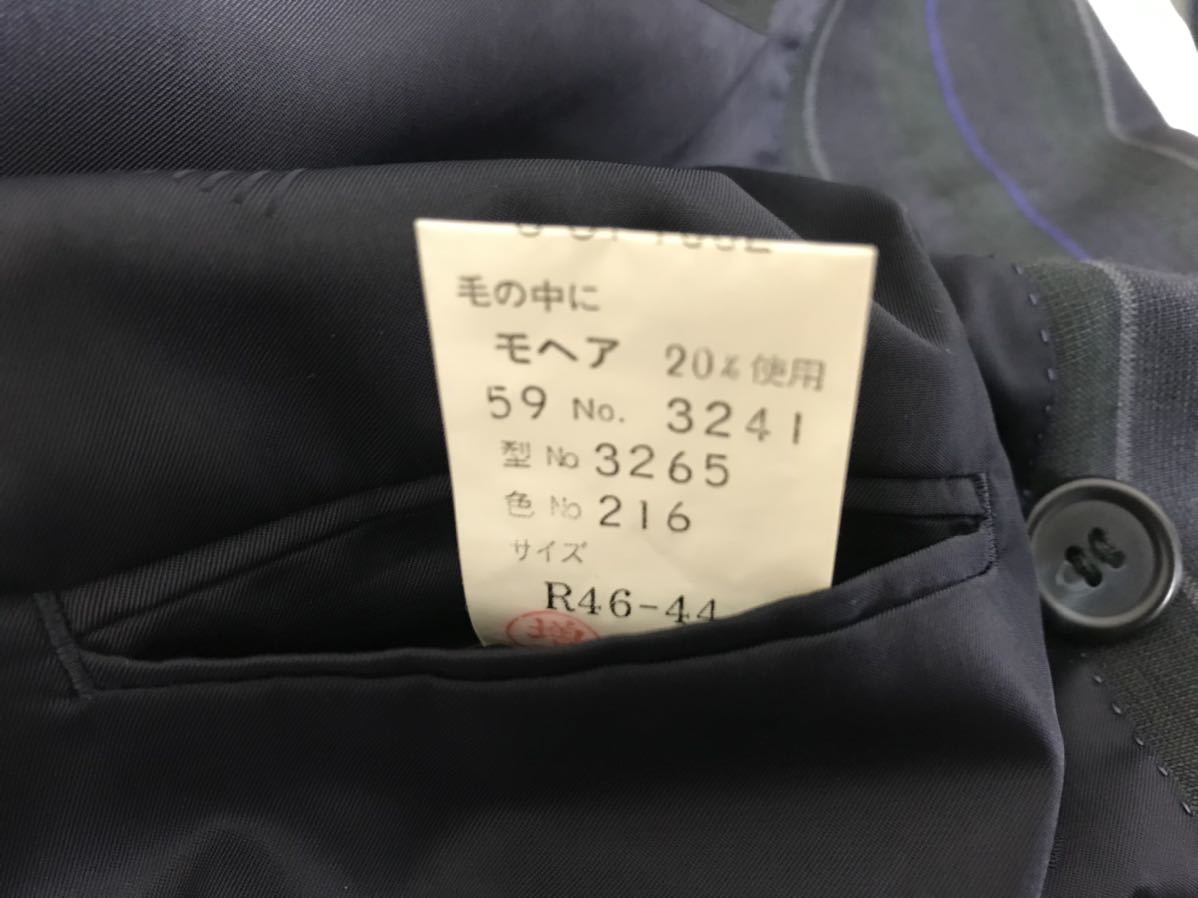 毛の中に
モヘア 20%使用
59 No. 3241
型 No 3265
色 No 216
サイズ
R46-44